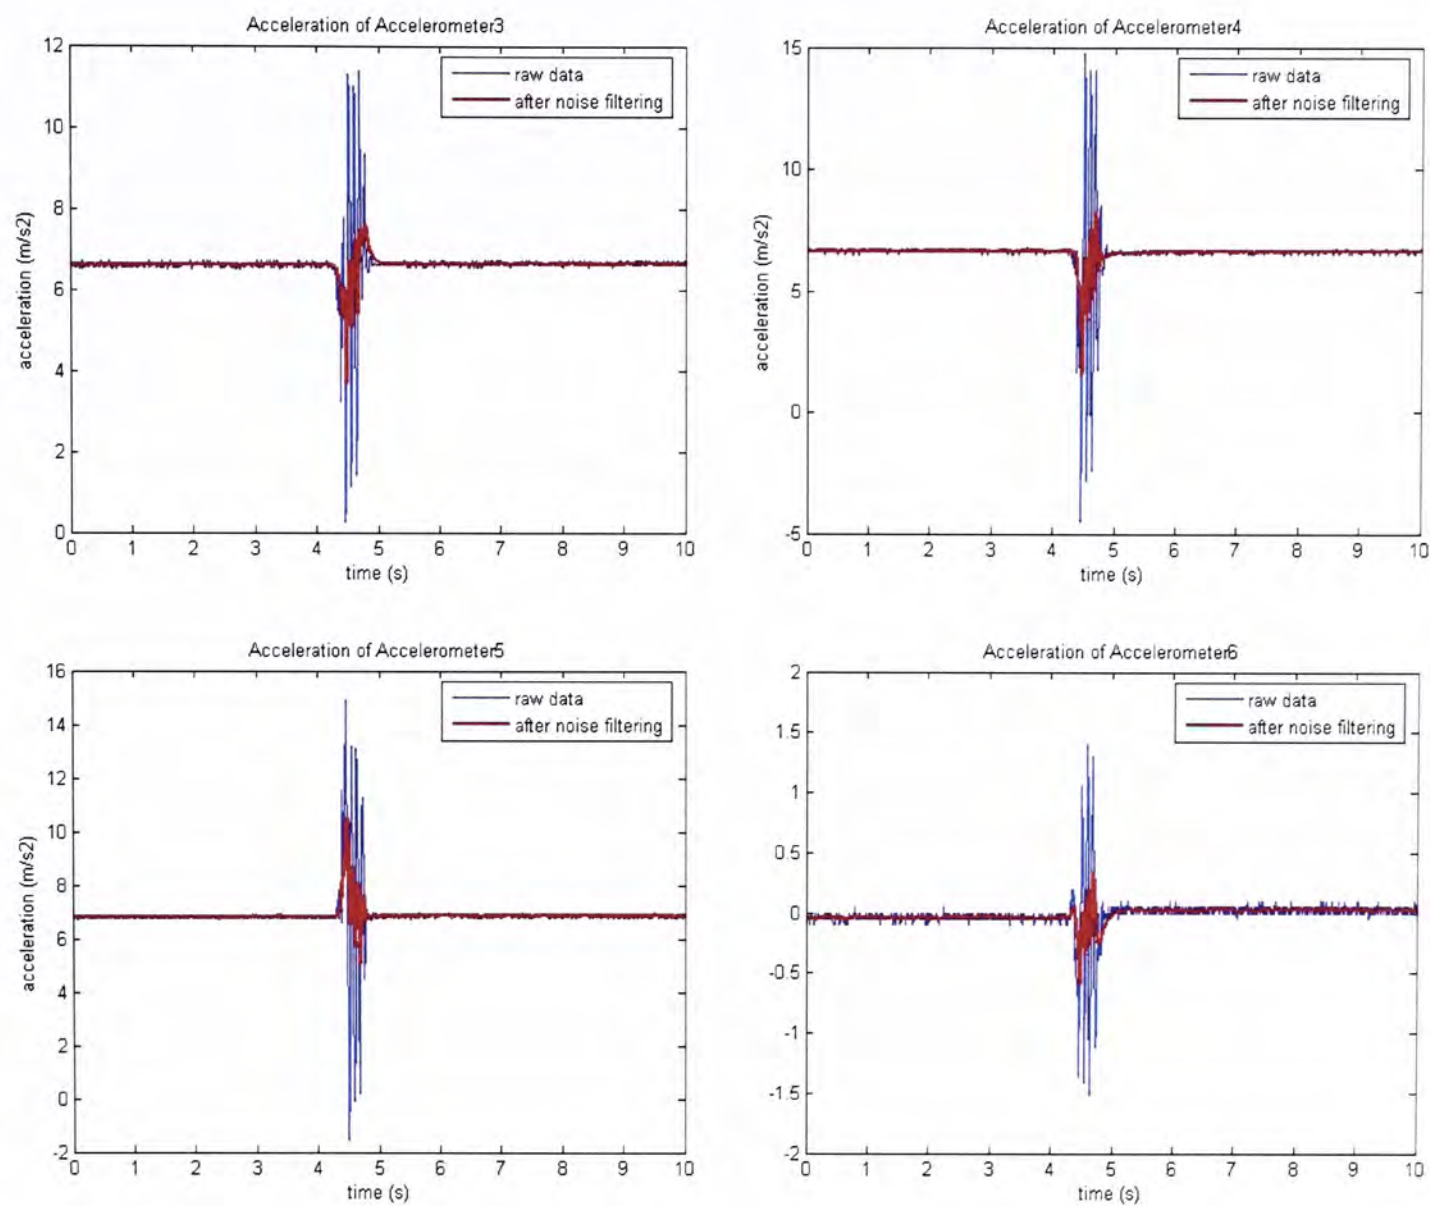 Acceleration of Accelerometer3
12
10
8
6
4
2
0
acceleration (m/s2)
raw data
after noise filtering
0 1 2 3 4 5 6 7 8 9 10
time (s)
Acceleration of Accelerometer4
15
10
5
0
-5
acceleration (m/s2)
raw data
after noise filtering
0 1 2 3 4 5 6 7 8 9 10
time (s)
Acceleration of Accelerometer5
16
14
12
10
8
6
4
2
0
-2
acceleration (m/s2)
raw data
after noise filtering
0 1 2 3 4 5 6 7 8 9 10
time (s)
Acceleration of Accelerometer6
2
1.5
1
0.5
0
-0.5
-1
-1.5
-2
raw data
after noise filtering
0 1 2 3 4 5 6 7 8 9 10
time (s)